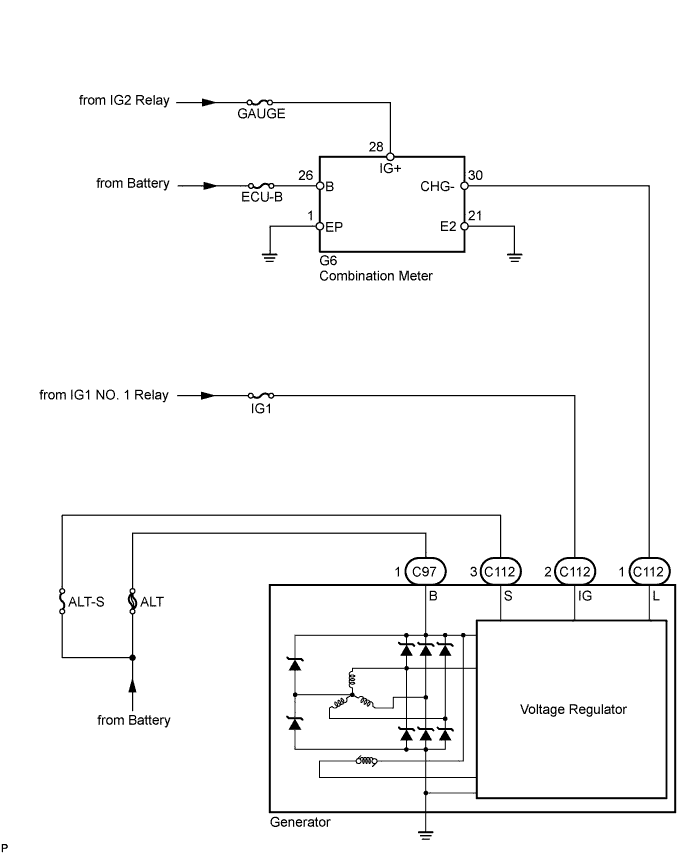 from IG2 Relay
GAUGE
28
IG+
from Battery
ECU-B
26
B
CHG-
30
1
EP
E2
21
G6
Combination Meter
from IG1 NO. 1 Relay
IG1
1 C97
3 C112
2 C112
1 C112
B
S
IG
L
ALT-S
ALT
from Battery
Voltage Regulator
Generator
P